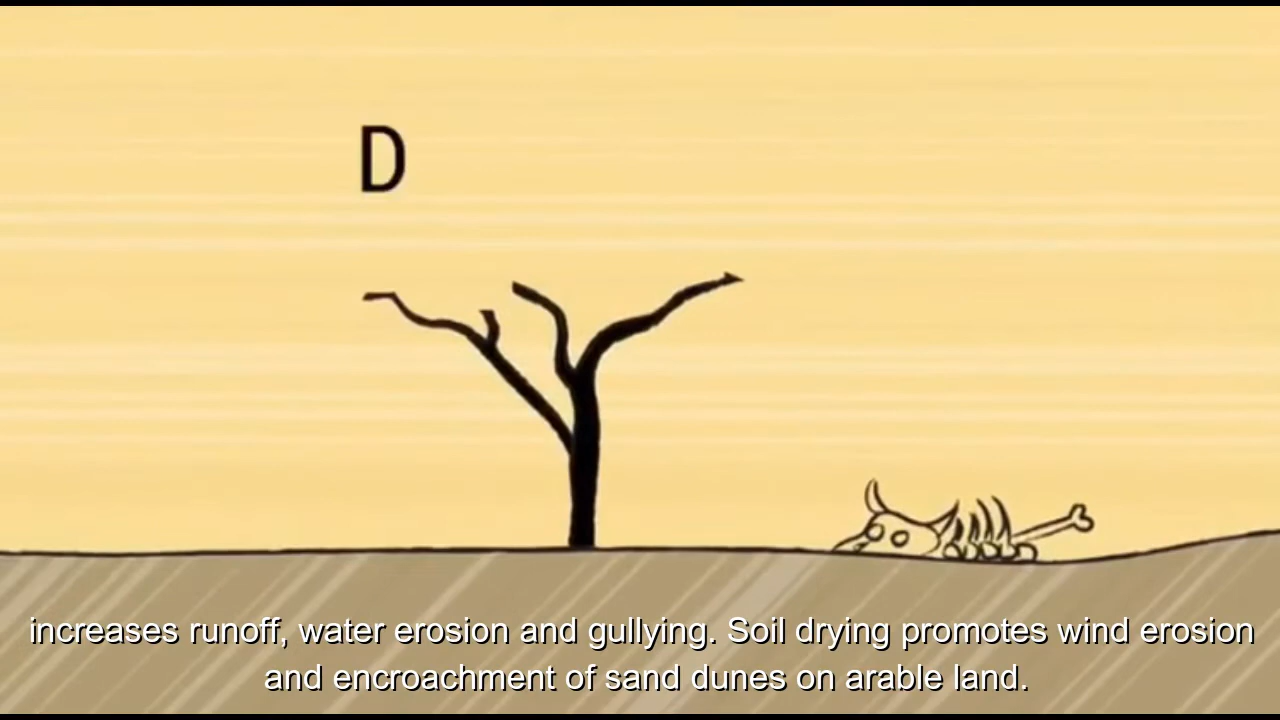 D
increases runoff, water erosion and gullying. Soil drying promotes wind erosion
and encroachment of sand dunes on arable land.